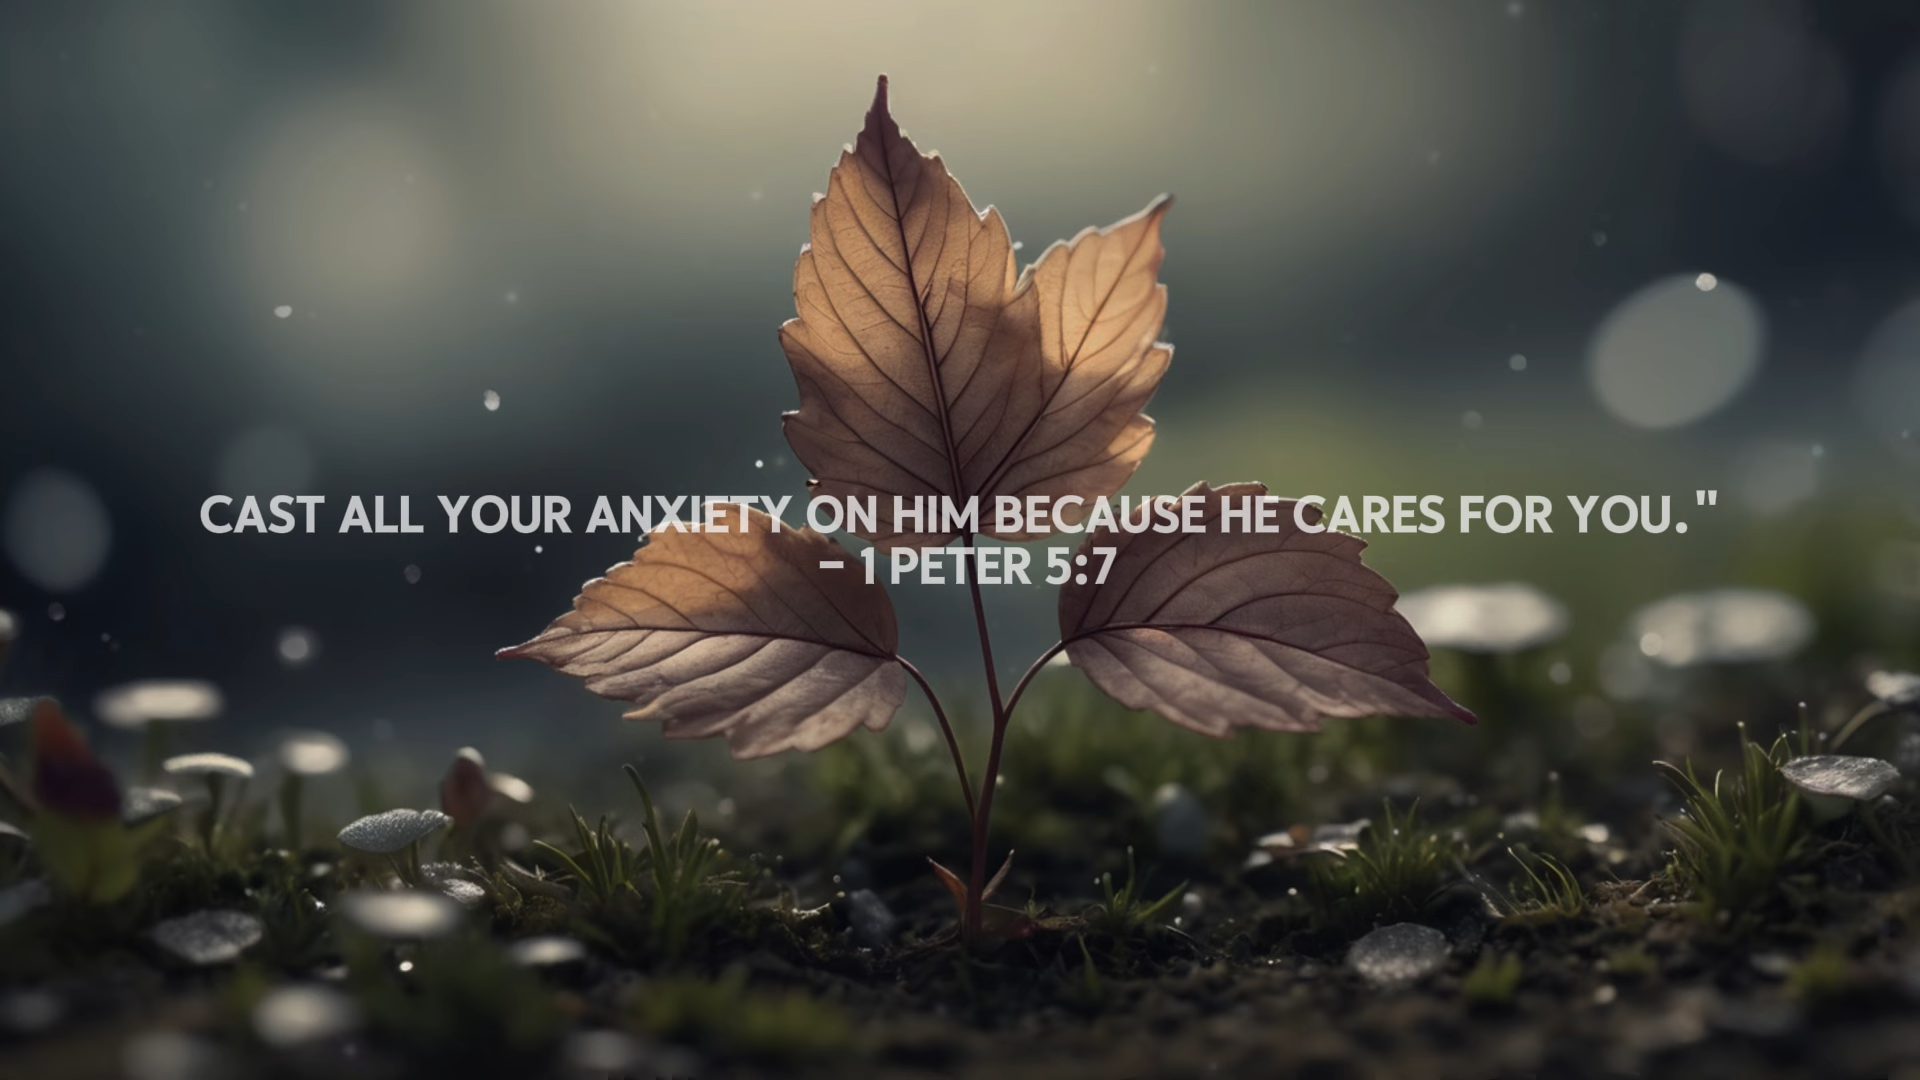 CAST ALL YOUR ANXIETY ON HIM BECAUSE HE CARES FOR YOU."
– 1 PETER 5:7